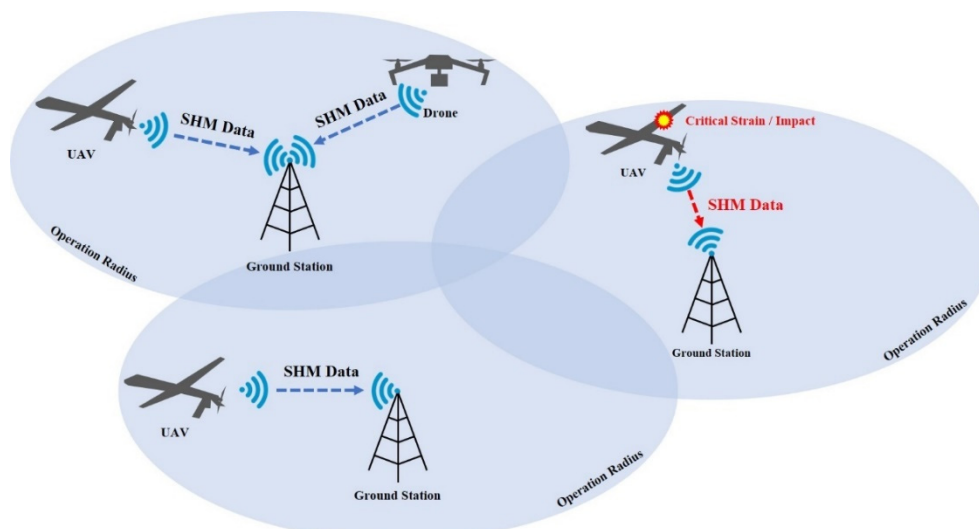 SHM Data
SHM Data
Drone
UAV
Ground Station
Operation Radius
Critical Strain / Impact
UAV
SHM Data
Ground Station
Operation Radius
SHM Data
UAV
Ground Station
Operation Radius